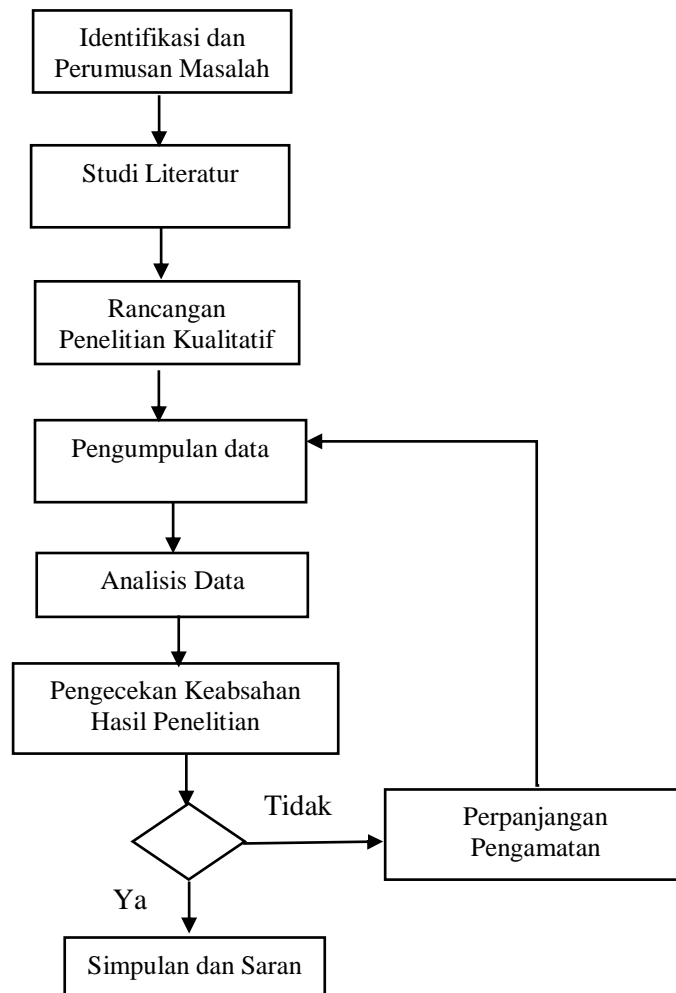 Identifikasi dan
Perumusan Masalah
Studi Literatur
Rancangan
Penelitian Kualitatif
Pengumpulan data
Analisis Data
Pengecekan Keabsahan
Hasil Penelitian
Tidak
Perpanjangan
Pengamatan
Ya
Simpulan dan Saran